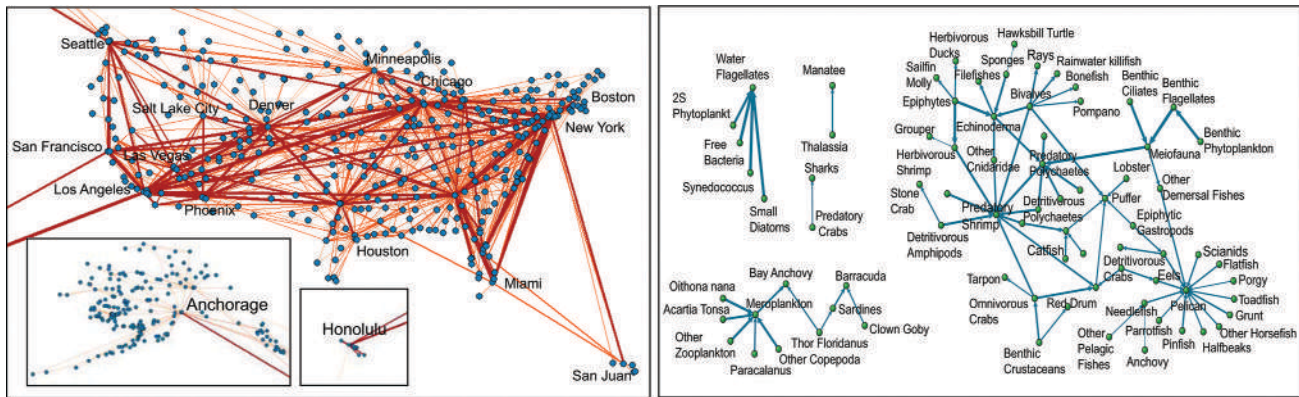 Seattle
Minneapolis
Chicago
Boston
Salt Lake City
Denver
New York
San Francisco
Las Vegas
Los Angeles
Phoenix
Houston
Miami
Anchorage
Honolulu
San Juan
Water
Flagellates
2S
Phytoplankt
Free
Bacteria
Synedococcus
Small
Diatoms
Manatee
Thalassia
Sharks
Predatory
Crabs
Herbivorous
Ducks
Hawksbill Turtle
Sailfin
Molly
Filefishes
Sponges
Rays
Rainwater killifish
Bonefish
Epiphytes
Bivalves
Pompano
Benthic
Ciliates
Benthic
Flagellates
Grouper
Echinoderma
Benthic
Phytoplankton
Herbivorous
Shrimp
Other
Cnidaridae
Predatory
Polychaetes
Meiofauna
Lobster
Other
Demersal Fishes
Stone
Crab
Puffer
Predatory
Shrimp
Detritivorous
Polychaetes
Epiphytic
Gastropods
Detritivorous
Amphipods
Catfish
Detritivorous
Crabs
Eels
Scianids
Flatfish
Porgy
Toadfish
Grunt
Other Horsefish
Halfbeaks
Pelican
Tarpon
Omnivorous
Crabs
Red Drum
Needlefish
Parrotfish
Pinfish
Other
Pelagic
Fishes
Anchovy
Benthic
Crustaceans
Bay Anchovy
Barracuda
Oithona nana
Acartia Tonsa
Meroplankton
Sardines
Other
Zooplankton
Thor Floridanus
Clown Goby
Other Copepoda
Paracalanus